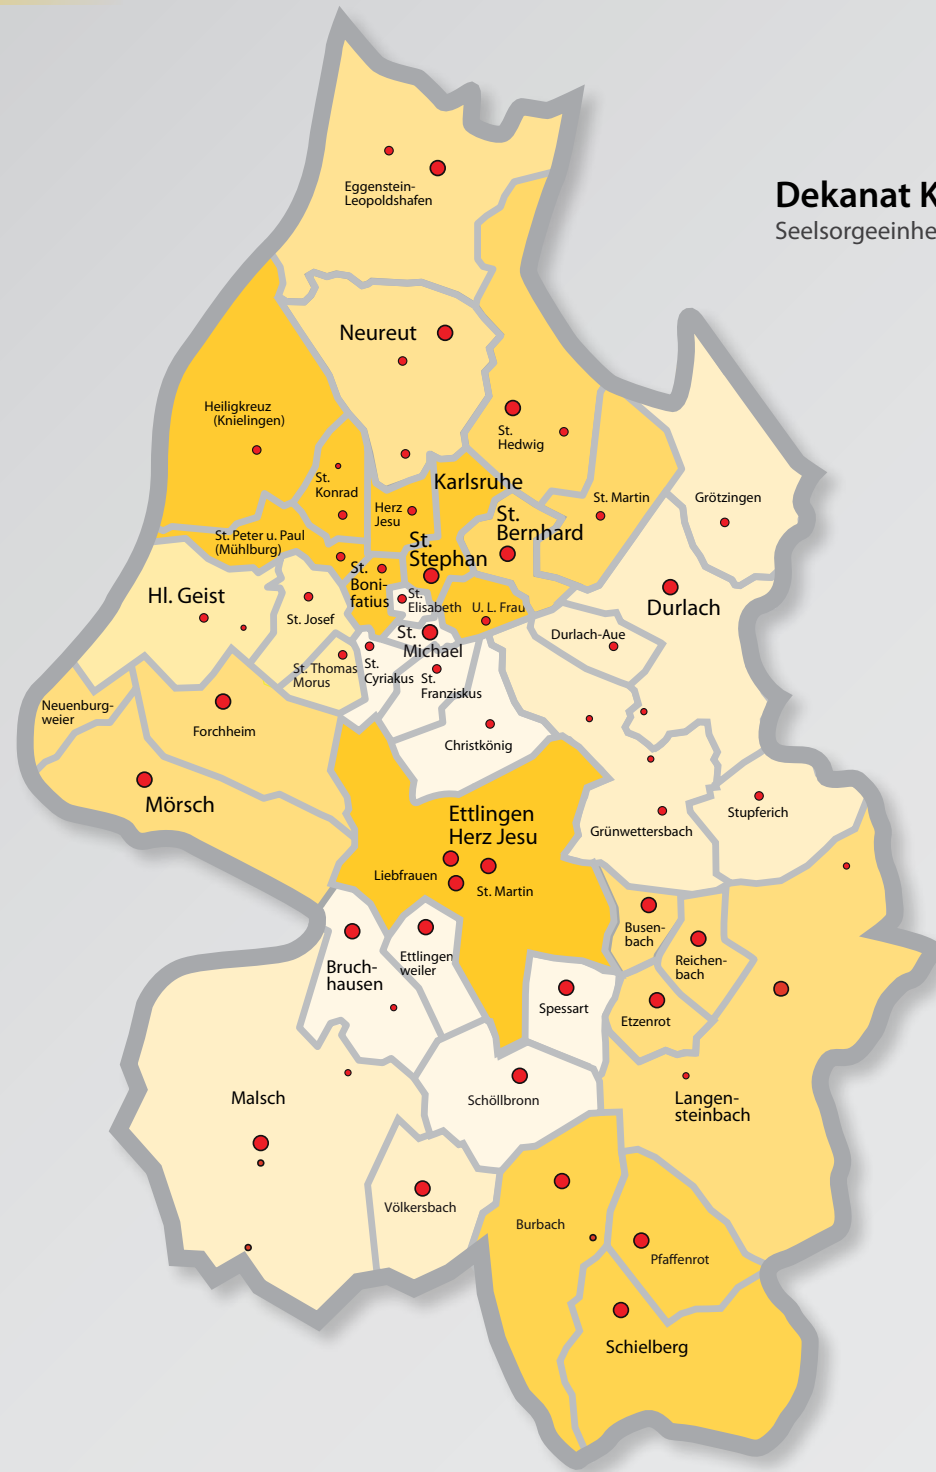 Dekanat K
Seelsorgeeinhe
Eggenstein-
Leopoldshafen
Neureut
Heiligkreuz
(Knielingen)
St.
Hedwig
St.
Konrad
Karlsruhe
Herz
Jesu
St.
Bernhard
St. Martin
Grötzingen
St. Peter u. Paul
(Mühlburg)
St.
Stephan
St.
Boni-
fatius
St.
Elisabeth
U. L. Frau
Hl. Geist
St. Josef
Durlach
St.
Michael
Durlach-Aue
St. Thomas
Morus
St.
Cyriakus
St.
Franziskus
Neuenburg-
weier
Forchheim
Christkönig
Mörsch
Ettlingen
Herz Jesu
Grünwettersbach
Stupferich
Liebfrauen
St. Martin
Busen-
bach
Reichen-
bach
Bruch-
hausen
Ettlingen
weiler
Spessart
Etzenrot
Malsch
Schöllbronn
Langen-
steinbach
Völkersbach
Burbach
Pfaffenrot
Schielberg